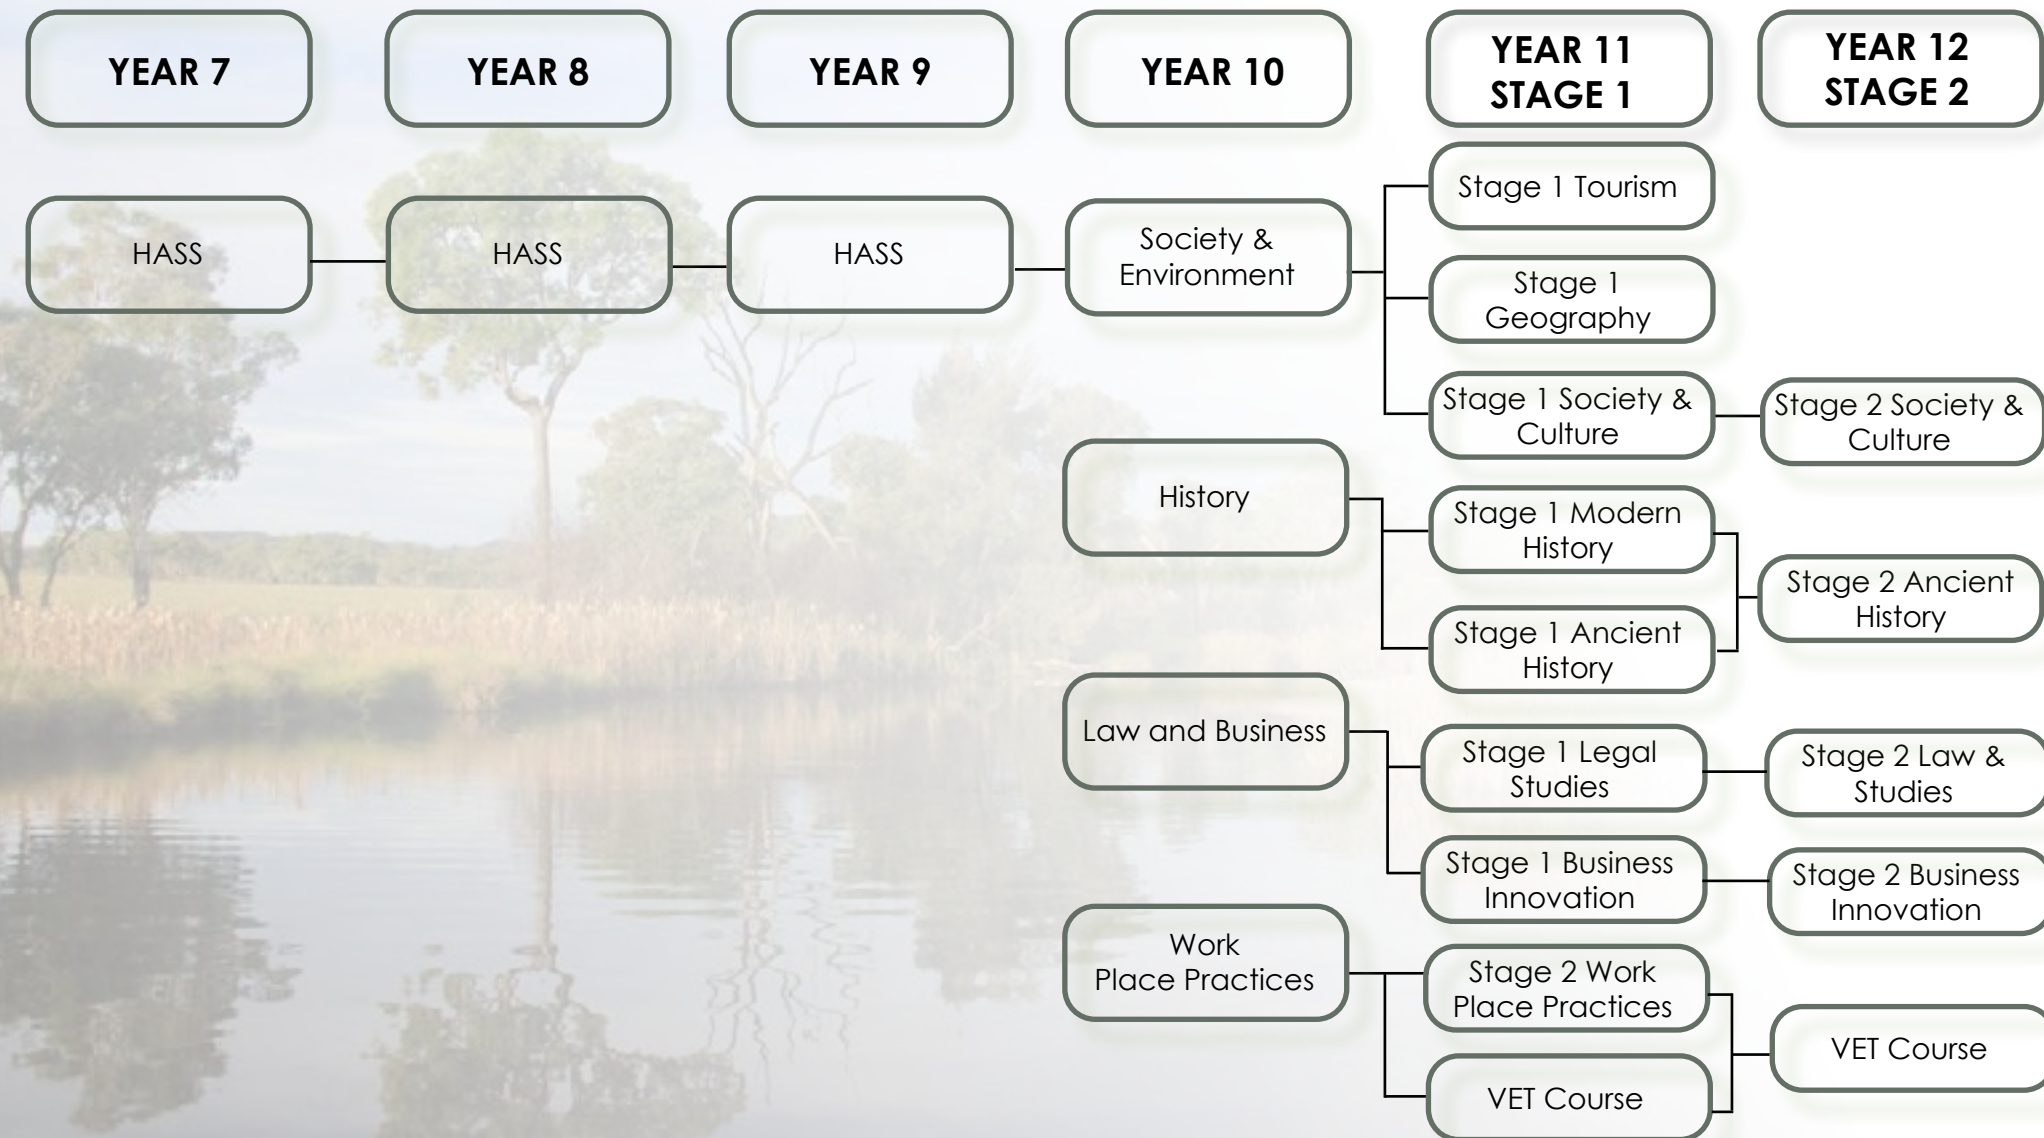 YEAR 7
YEAR 8
YEAR 9
YEAR 10
YEAR 11
STAGE 1
YEAR 12
STAGE 2
HASS
HASS
HASS
Society &
Environment
Stage 1 Tourism
Stage 1
Geography
Stage 1 Society &
Culture
Stage 2 Society &
Culture
History
Stage 1 Modern
History
Stage 1 Ancient
History
Stage 2 Ancient
History
Law and Business
Stage 1 Legal
Studies
Stage 2 Law &
Studies
Stage 1 Business
Innovation
Stage 2 Business
Innovation
Work
Place Practices
Stage 2 Work
Place Practices
VET Course
VET Course